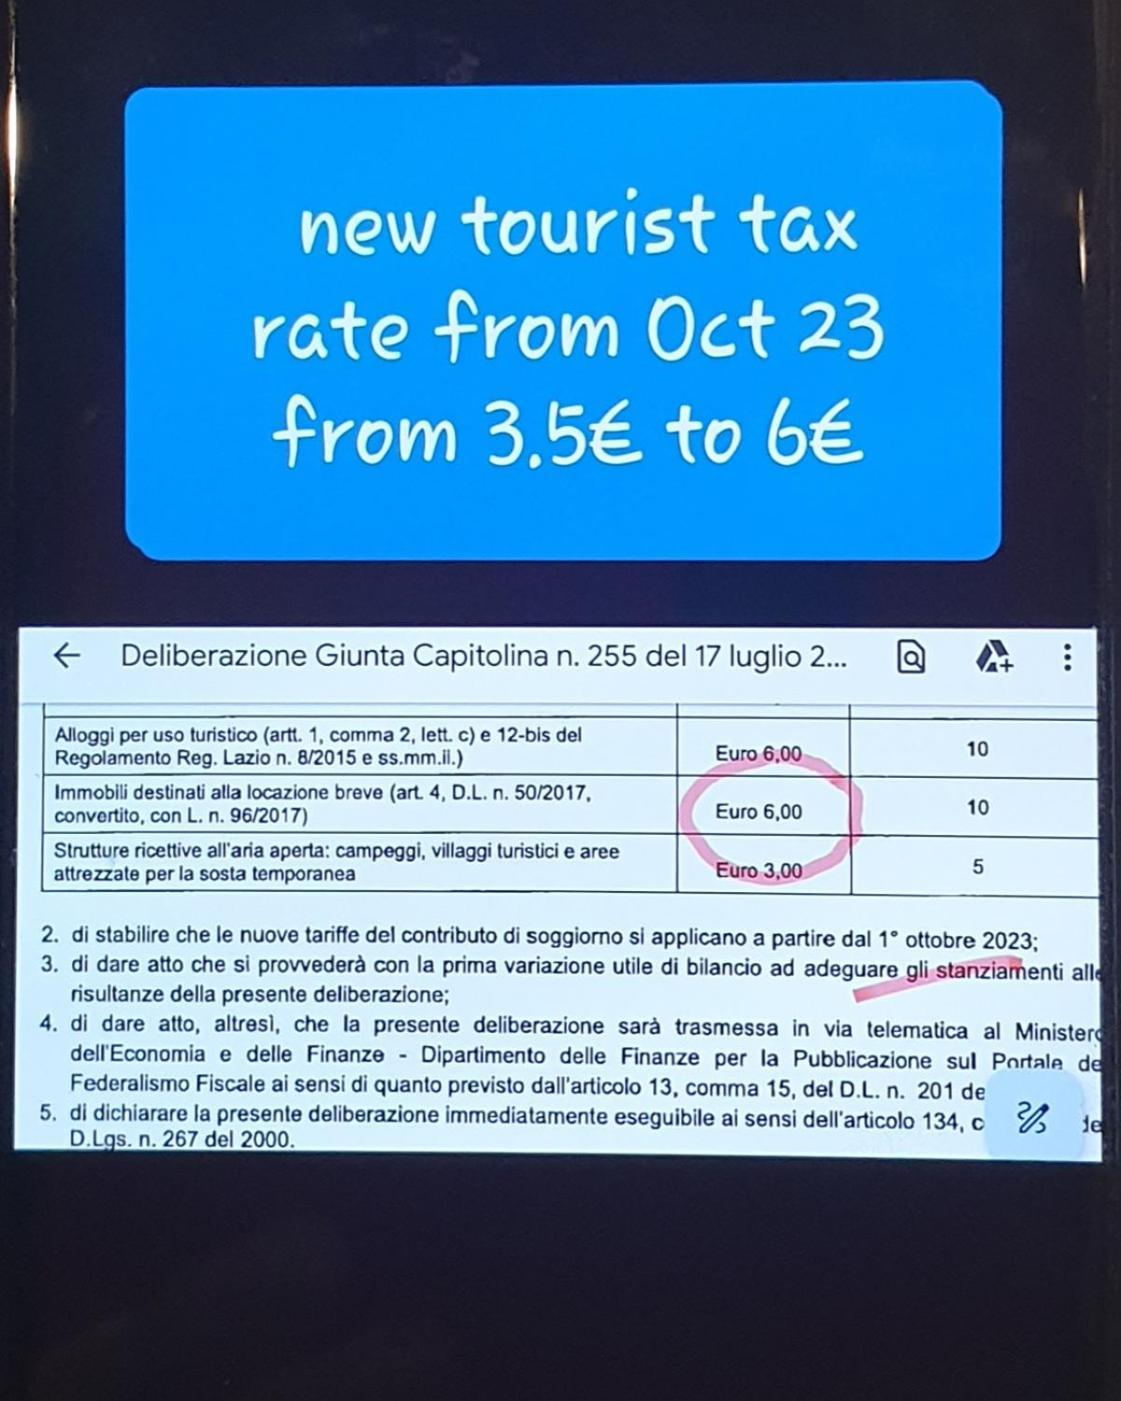 new tourist tax
rate from Oct 23
from 3.5€ to 6€
Deliberazione Giunta Capitolina n. 255 del 17 luglio 2...
Alloggi per uso turistico (artt. 1, comma 2, lett. c) e 12-bis del
Regolamento Reg. Lazio n. 8/2015 e ss.mm.ii.)
Euro 6,00
10
Immobili destinati alla locazione breve (art. 4, D.L. n. 50/2017,
convertito, con L. n. 96/2017)
Euro 6,00
10
Strutture ricettive all'aria aperta: campeggi, villaggi turistici e aree
attrezzate per la sosta temporanea
Euro 3,00
5
2. di stabilire che le nuove tariffe del contributo di soggiorno si applicano a partire dal 1° ottobre 2023;
3. di dare atto che si provvederà con la prima variazione utile di bilancio ad adeguare gli stanziamenti alle
risultanze della presente deliberazione;
4. di dare atto, altresì, che la presente deliberazione sarà trasmessa in via telematica al Ministero
dell'Economia e delle Finanze - Dipartimento delle Finanze per la Pubblicazione sul Portale de
Federalismo Fiscale ai sensi di quanto previsto dall'articolo 13, comma 15, del D.L. n. 201 de
5. di dichiarare la presente deliberazione immediatamente eseguibile ai sensi dell'articolo 134, c
D.Lgs. n. 267 del 2000.